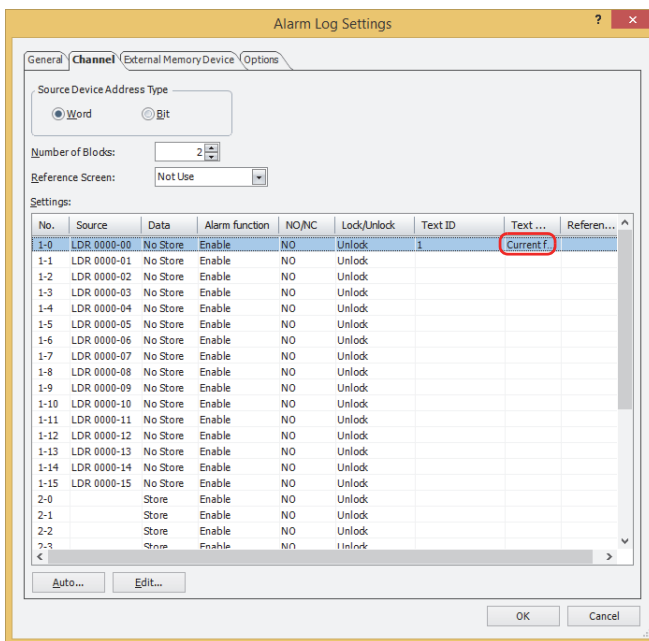 Alarm Log Settings ? ×
General Channel External Memory Device Options
Source Device Address Type
Word Bit
Number of Blocks: 2
Reference Screen: Not Use
Settings:
No. Source Data Alarm function NO/NC Lock/Unlock Text ID Text ... Referen...
1-0 LDR 0000-00 No Store Enable NO Unlock 1 Current f...
1-1 LDR 0000-01 No Store Enable NO Unlock
1-2 LDR 0000-02 No Store Enable NO Unlock
1-3 LDR 0000-03 No Store Enable NO Unlock
1-4 LDR 0000-04 No Store Enable NO Unlock
1-5 LDR 0000-05 No Store Enable NO Unlock
1-6 LDR 0000-06 No Store Enable NO Unlock
1-7 LDR 0000-07 No Store Enable NO Unlock
1-8 LDR 0000-08 No Store Enable NO Unlock
1-9 LDR 0000-09 No Store Enable NO Unlock
1-10 LDR 0000-10 No Store Enable NO Unlock
1-11 LDR 0000-11 No Store Enable NO Unlock
1-12 LDR 0000-12 No Store Enable NO Unlock
1-13 LDR 0000-13 No Store Enable NO Unlock
1-14 LDR 0000-14 No Store Enable NO Unlock
1-15 LDR 0000-15 No Store Enable NO Unlock
2-0 Store Enable NO Unlock
2-1 Store Enable NO Unlock
2-2 Store Enable NO Unlock
2-3 Store Enable NO Unlock
Auto... Edit...
OK Cancel